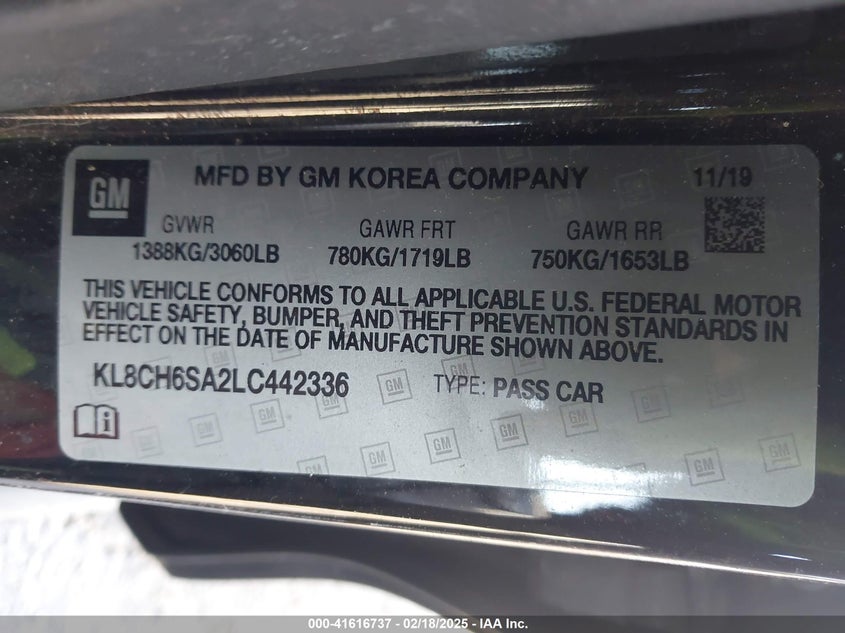 GM
MFD BY GM KOREA COMPANY 11/19
GVWR GAWR FRT GAWR RR
1388KG/3060LB 780KG/1719LB 750KG/1653LB
THIS VEHICLE CONFORMS TO ALL APPLICABLE U.S. FEDERAL MOTOR
VEHICLE SAFETY, BUMPER, AND THEFT PREVENTION STANDARDS IN
EFFECT ON THE DATE OF MANUFACTURE SHOWN ABOVE.
KL8CH6SA2LC442336 TYPE: PASS CAR
000-41616737 - 02/18/2025 - IAA Inc.